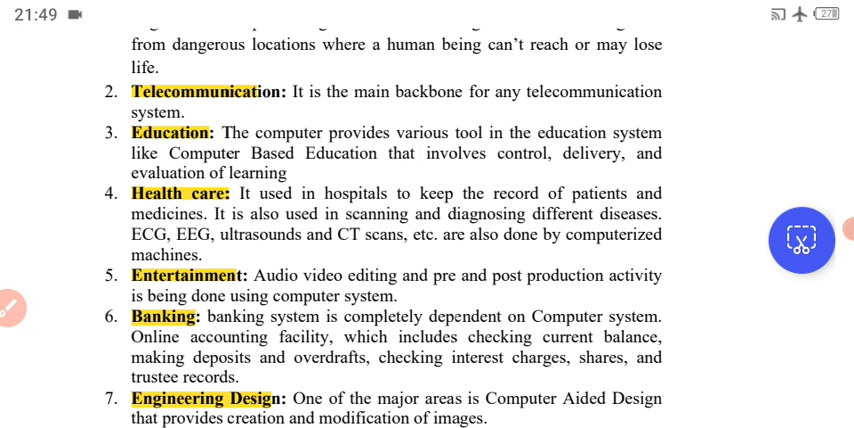 21:49
27
from dangerous locations where a human being can’t reach or may lose
life.
2. Telecommunication: It is the main backbone for any telecommunication
system.
3. Education: The computer provides various tool in the education system
like Computer Based Education that involves control, delivery, and
evaluation of learning
4. Health care: It used in hospitals to keep the record of patients and
medicines. It is also used in scanning and diagnosing different diseases.
ECG, EEG, ultrasounds and CT scans, etc. are also done by computerized
machines.
5. Entertainment: Audio video editing and pre and post production activity
is being done using computer system.
6. Banking: banking system is completely dependent on Computer system.
Online accounting facility, which includes checking current balance,
making deposits and overdrafts, checking interest charges, shares, and
trustee records.
7. Engineering Design: One of the major areas is Computer Aided Design
that provides creation and modification of images.